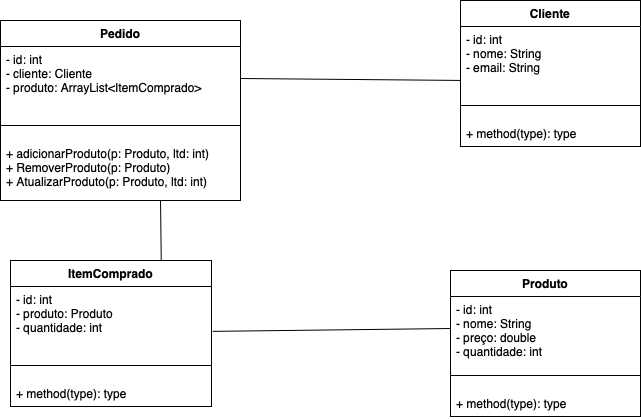 Pedido
- id: int
- cliente: Cliente
- produto: ArrayList<ItemComprado>
+ adicionarProduto(p: Produto, ltd: int)
+ RemoverProduto(p: Produto)
+ AtualizarProduto(p: Produto, ltd: int)
Cliente
- id: int
- nome: String
- email: String
+ method(type): type
ItemComprado
- id: int
- produto: Produto
- quantidade: int
+ method(type): type
Produto
- id: int
- nome: String
- preço: double
- quantidade: int
+ method(type): type